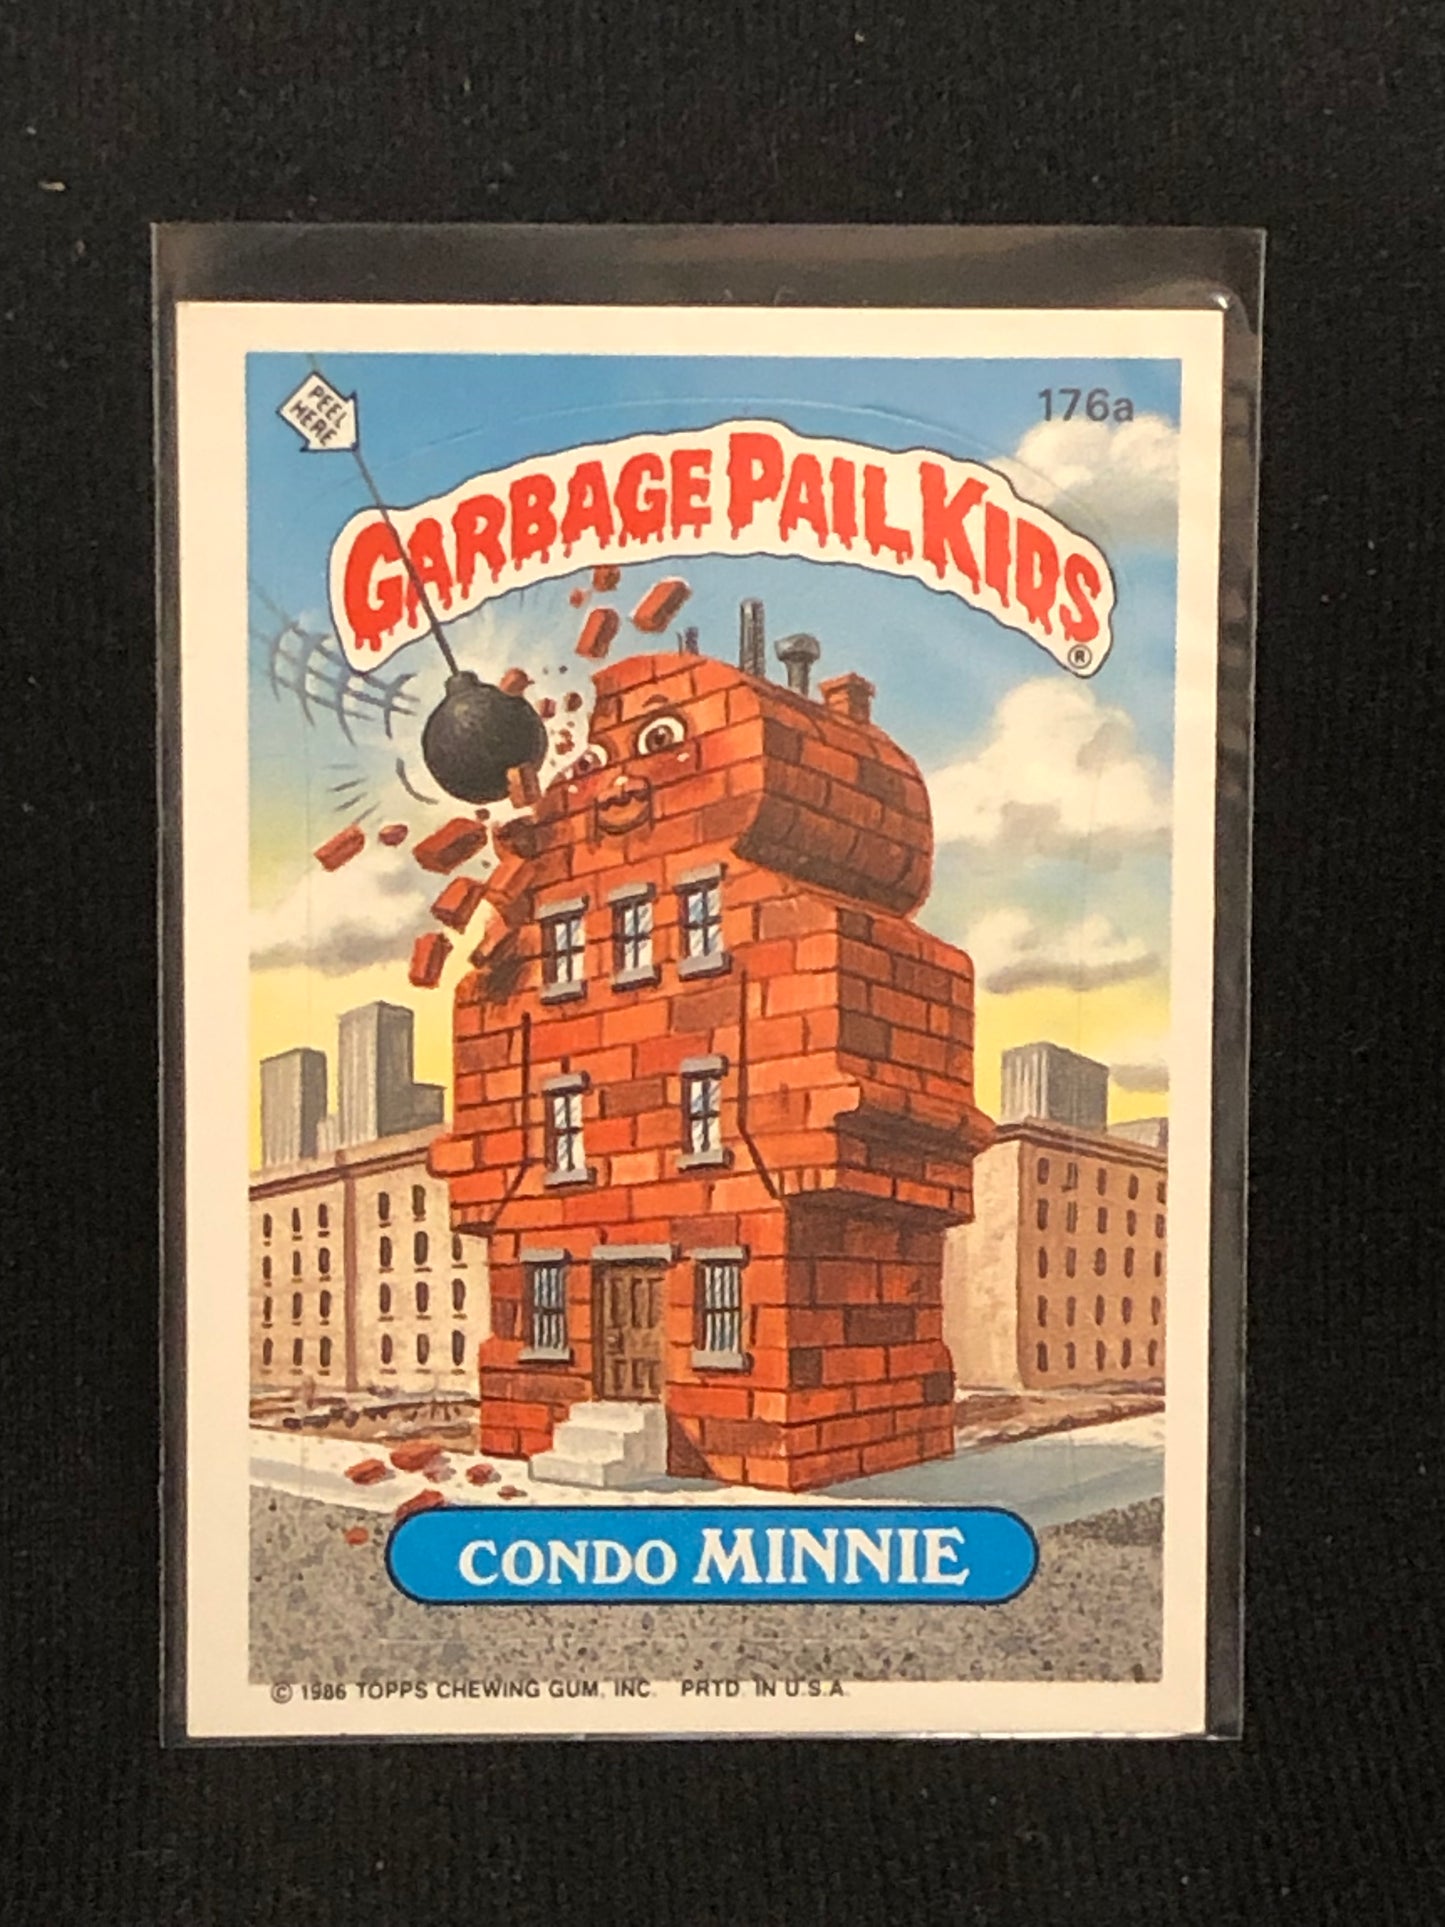 PEEL
HERE
176a
GARBAGE PAIL KIDS
®
CONDO MINNIE
© 1986 TOPPS CHEWING GUM, INC. PRTD. IN U.S.A.